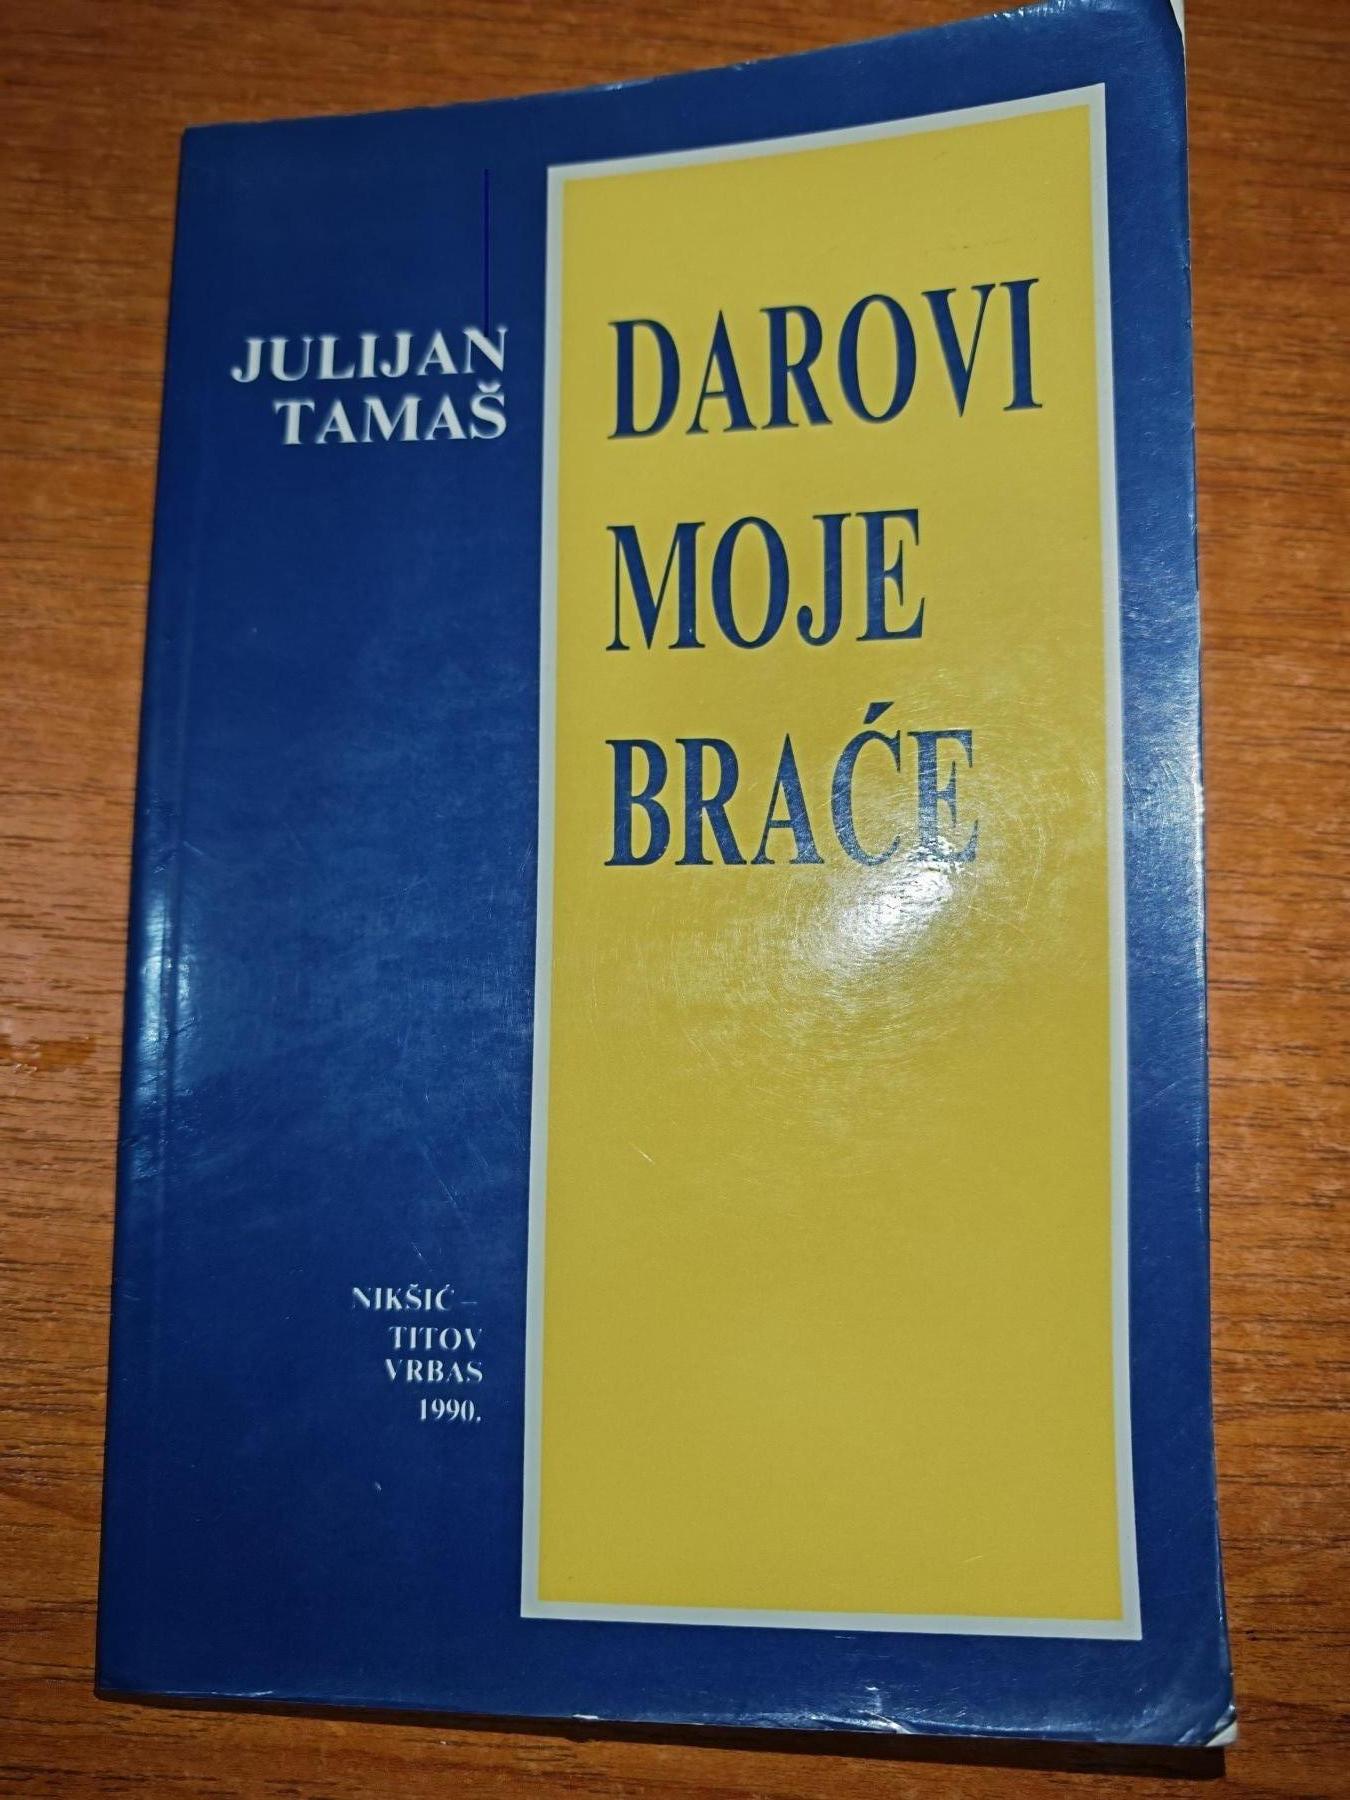 JULIJAN
TAMAŠ
DAROVI
MOJE
BRAĆE
NIKŠIĆ –
TITOV
VRBAS
1990.